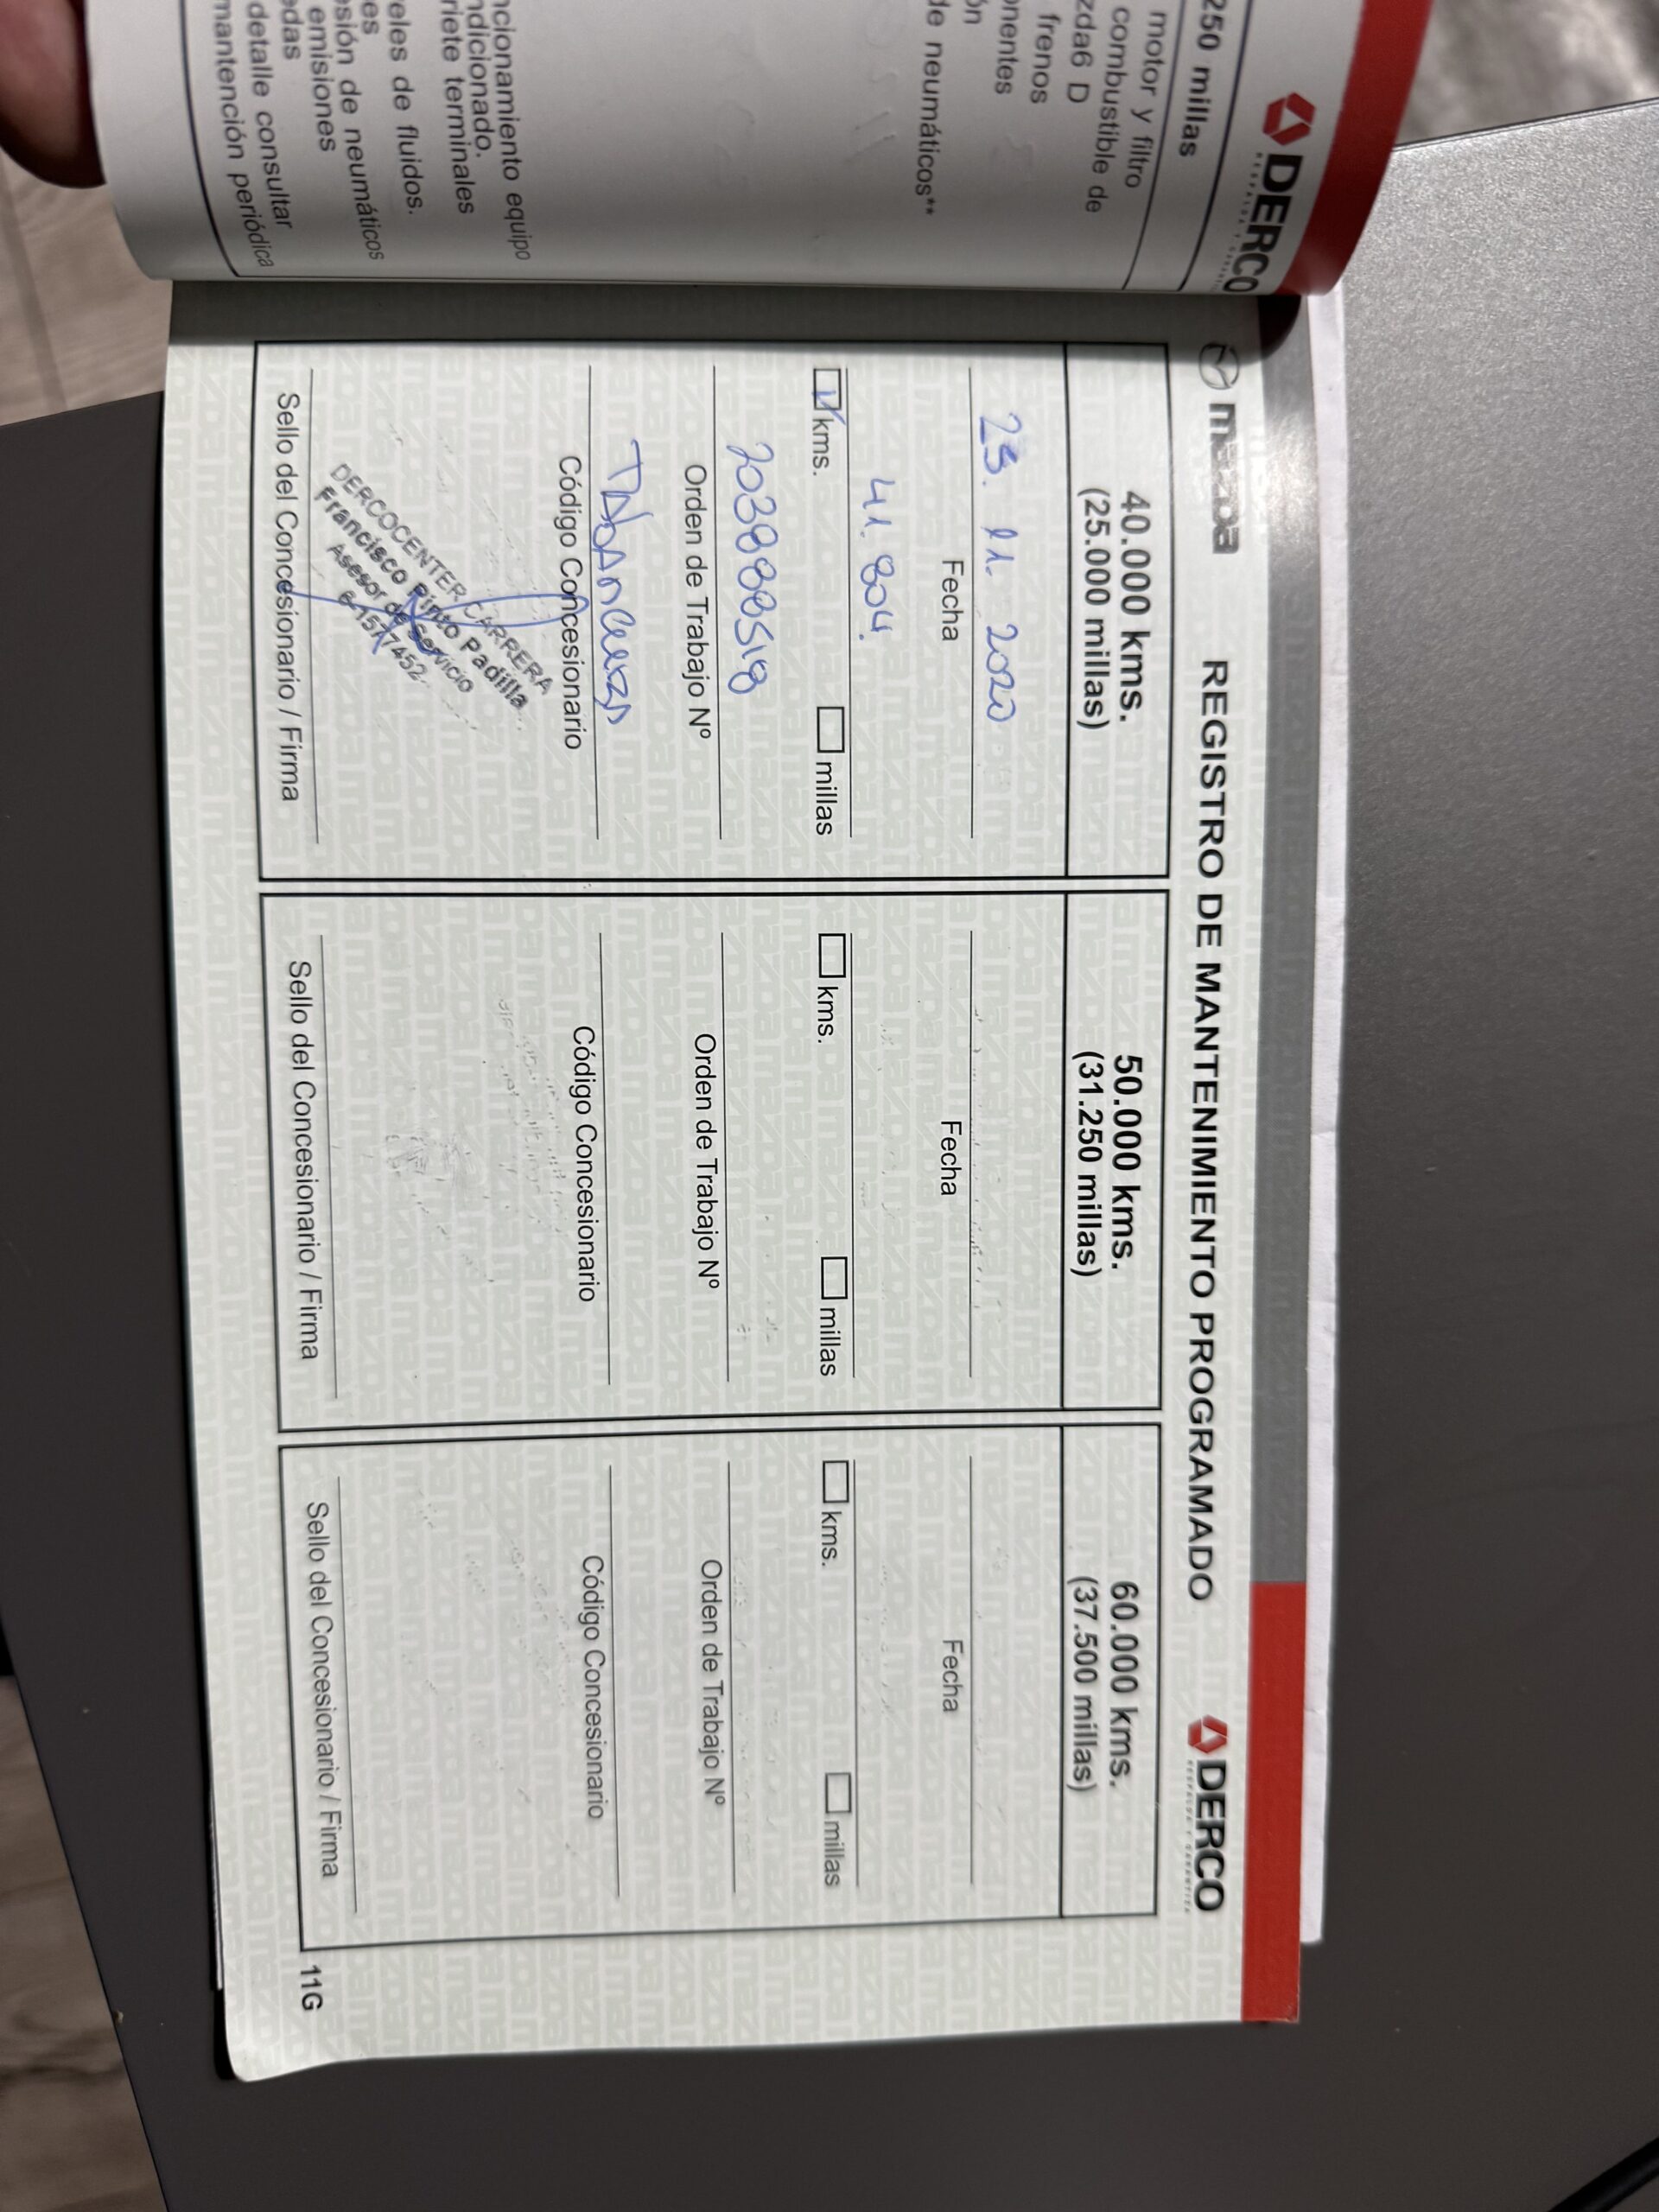 DERCO
250 millas
motor y filtro
combustible de
zda6 D
frenos
onentes
ón
de neumáticos**
ncionamiento equipo
ndicionado.
riete terminales
veles de fluidos.
es
esión de neumáticos
emisiones
edas
detalle consultar
mantención periódica
mazda
REGISTRO DE MANTENIMIENTO PROGRAMADO
DERCO
40.000 kms.
(25.000 millas)
23. 11. 2020
Fecha
41.804.
kms. millas
2038888518
Orden de Trabajo Nº
Código Concesionario
DERCOCENTER CARRERA
Francisco Pinto Padilla
Asesor de Servicio
6-1577452
Sello del Concesionario / Firma
50.000 kms.
(31.250 millas)
Fecha
kms. millas
Orden de Trabajo Nº
Código Concesionario
Sello del Concesionario / Firma
60.000 kms.
(37.500 millas)
Fecha
kms. millas
Orden de Trabajo Nº
Código Concesionario
Sello del Concesionario / Firma
11G